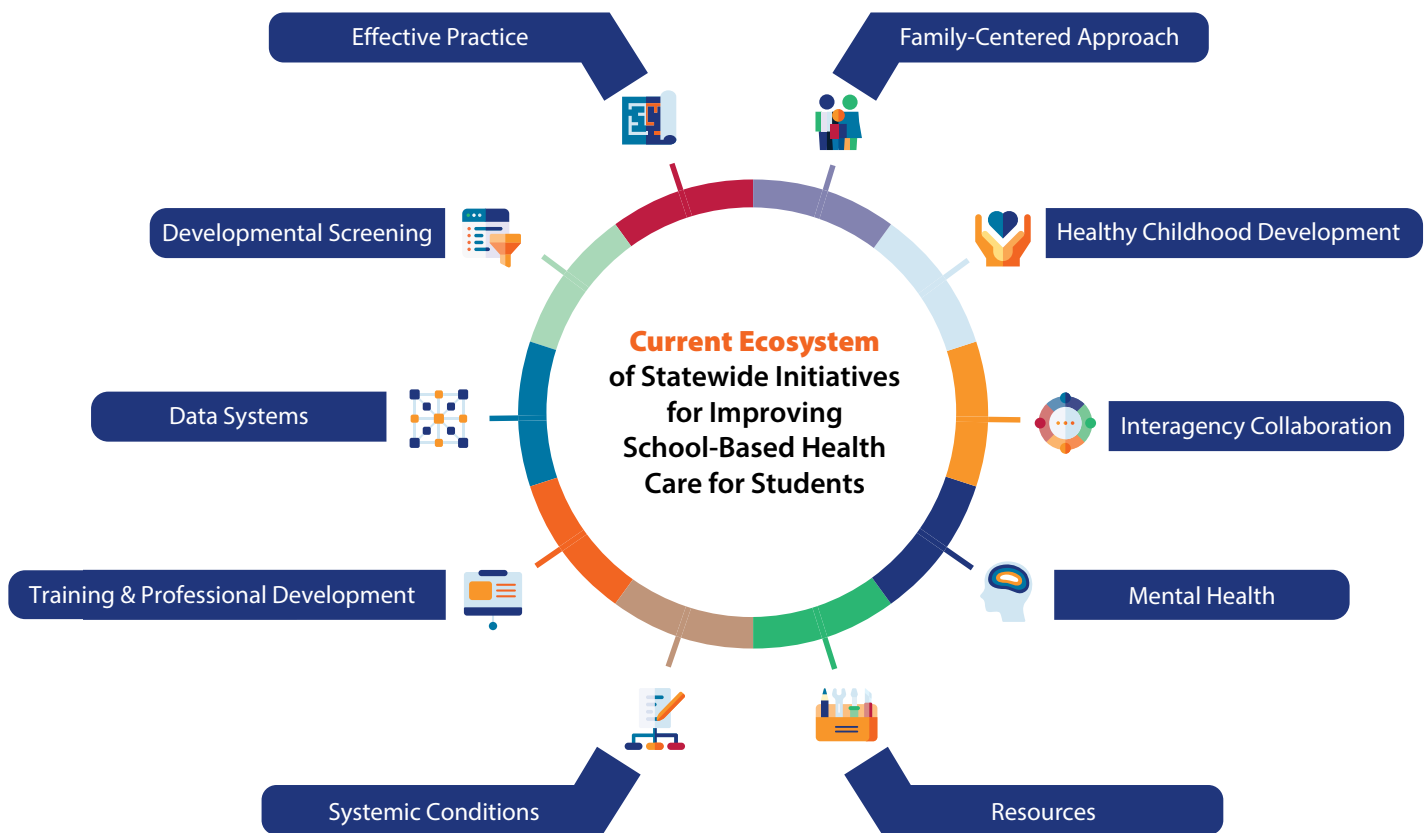 Effective Practice
Family-Centered Approach
Developmental Screening
Healthy Childhood Development
Current Ecosystem
of Statewide Initiatives
for Improving
School-Based Health
Care for Students
Data Systems
Interagency Collaboration
Training & Professional Development
Mental Health
Systemic Conditions
Resources